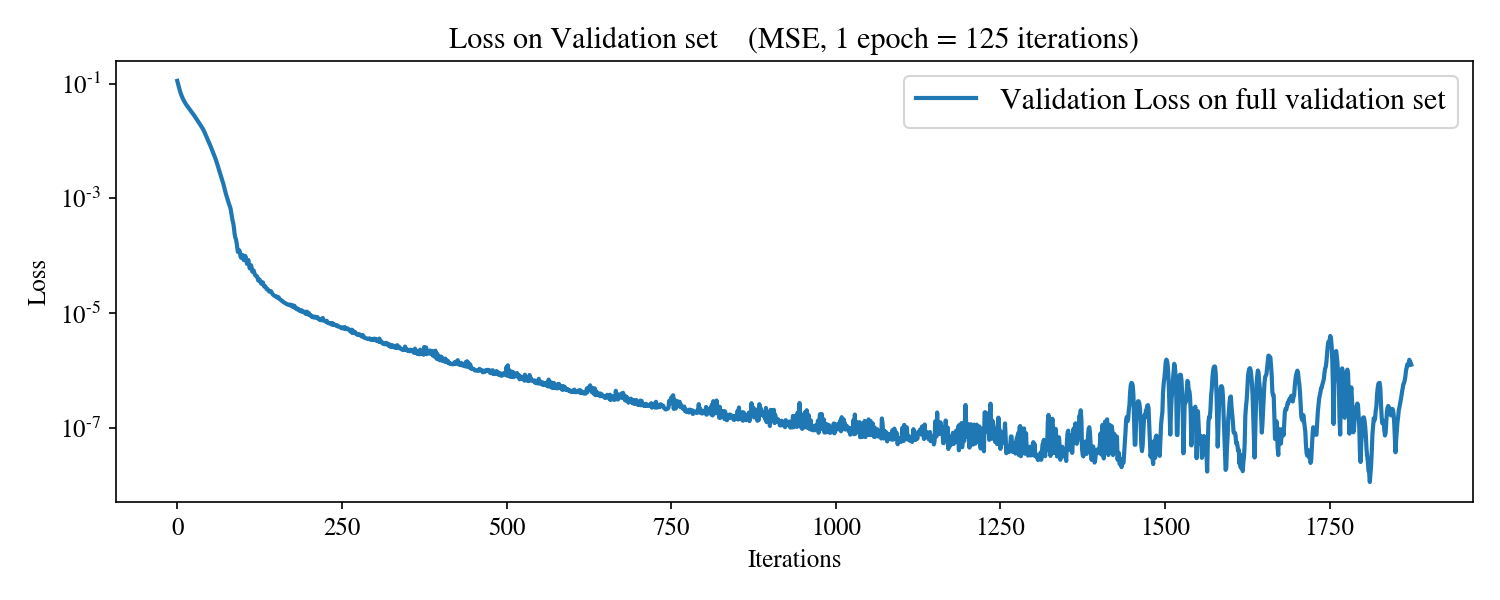 Loss on Validation set (MSE, 1 epoch = 125 iterations)
Validation Loss on full validation set
10⁻¹
10⁻³
10⁻⁵
10⁻⁷
Loss
0 250 500 750 1000 1250 1500 1750
Iterations